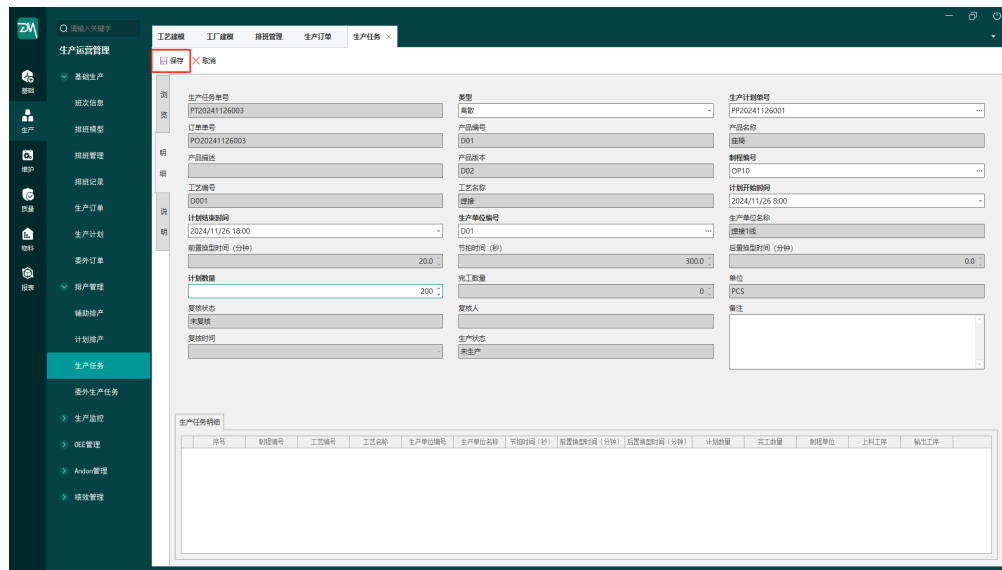 ZM
请输入关键字
生产运营管理
基础
生产
维护
质量
物料
报表
基础生产
班次信息
排班模型
排班管理
排班记录
生产订单
生产计划
委外订单
排产管理
辅助排产
计划排产
生产任务
委外生产任务
生产监控
OEE管理
Andon管理
绩效管理
工艺建模 工厂建模 排班管理 生产订单 生产任务 ×
保存 取消
浏览
明细
说明
生产任务单号 类型 生产计划单号
PT20241126003 离散 PP20241126001 ...
订单单号 产品编号 产品名称
PO20241126003 D01 座椅
产品描述 产品版本 制程编号
D02 OP10 ...
工艺编号 工艺名称 计划开始时间
D001 焊接 2024/11/26 8:00
计划结束时间 生产单位编号 生产单位名称
2024/11/26 18:00 D01 ... 焊接1线
前置换型时间（分钟） 节拍时间（秒） 后置换型时间（分钟）
20.0 300.0 0.0
计划数量 完工数量 单位
200 0 PCS
复核状态 复核人 备注
未复核
复核时间 生产状态
未生产
生产任务明细
序号 制程编号 工艺编号 工艺名称 生产单位编号 生产单位名称 节拍时间（秒） 前置换型时间（分钟） 后置换型时间（分钟） 计划数量 完工数量 制程单位 上料工序 输出工序